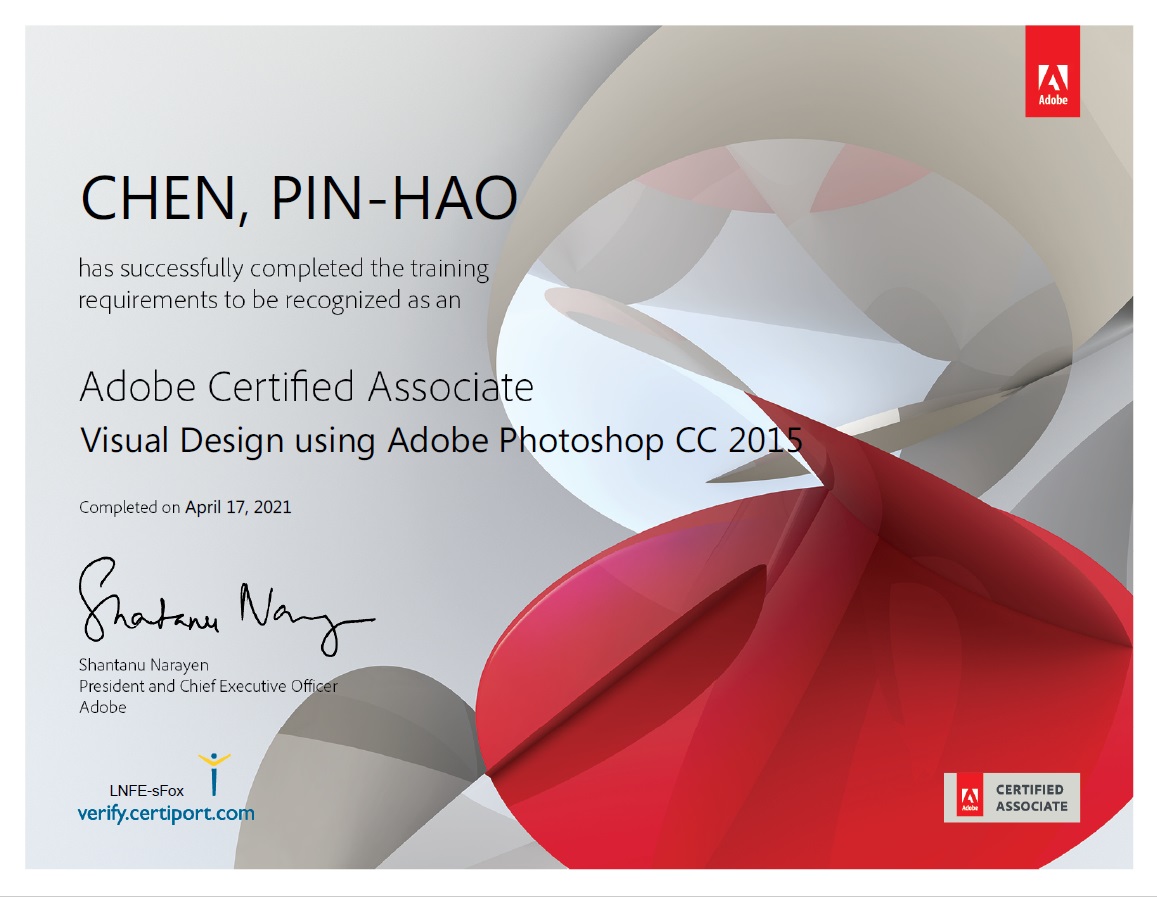 Adobe
CHEN, PIN-HAO
has successfully completed the training
requirements to be recognized as an
Adobe Certified Associate
Visual Design using Adobe Photoshop CC 2015
Completed on April 17, 2021
Shantanu Narayen
Shantanu Narayen
President and Chief Executive Officer
Adobe
LNFE-sFox
verify.certiport.com
Adobe
CERTIFIED
ASSOCIATE